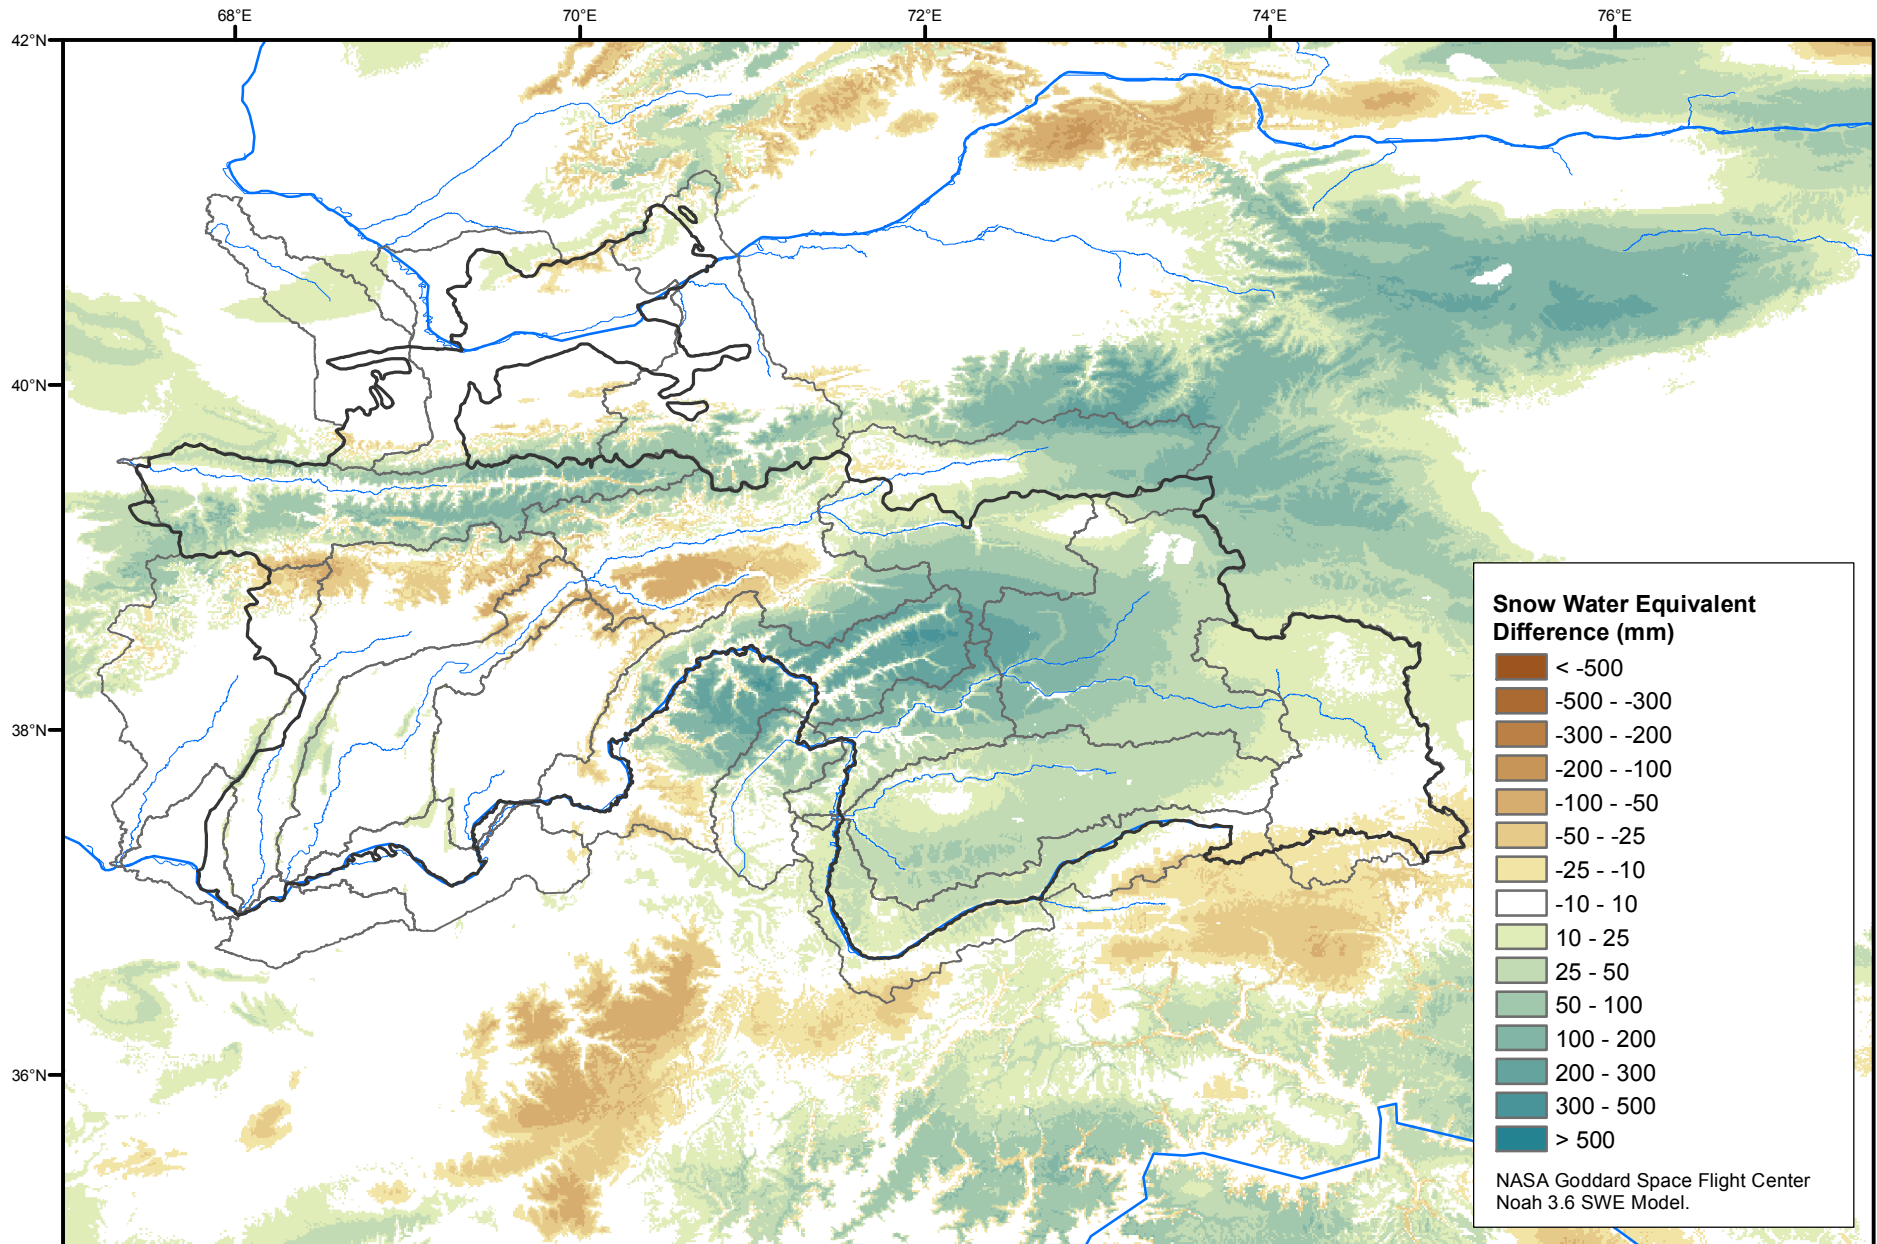 68°E
70°E
72°E
74°E
76°E
42°N
40°N
38°N
36°N
Snow Water Equivalent
Difference (mm)
< -500
-500 - -300
-300 - -200
-200 - -100
-100 - -50
-50 - -25
-25 - -10
-10 - 10
10 - 25
25 - 50
50 - 100
100 - 200
200 - 300
300 - 500
> 500
NASA Goddard Space Flight Center
Noah 3.6 SWE Model.